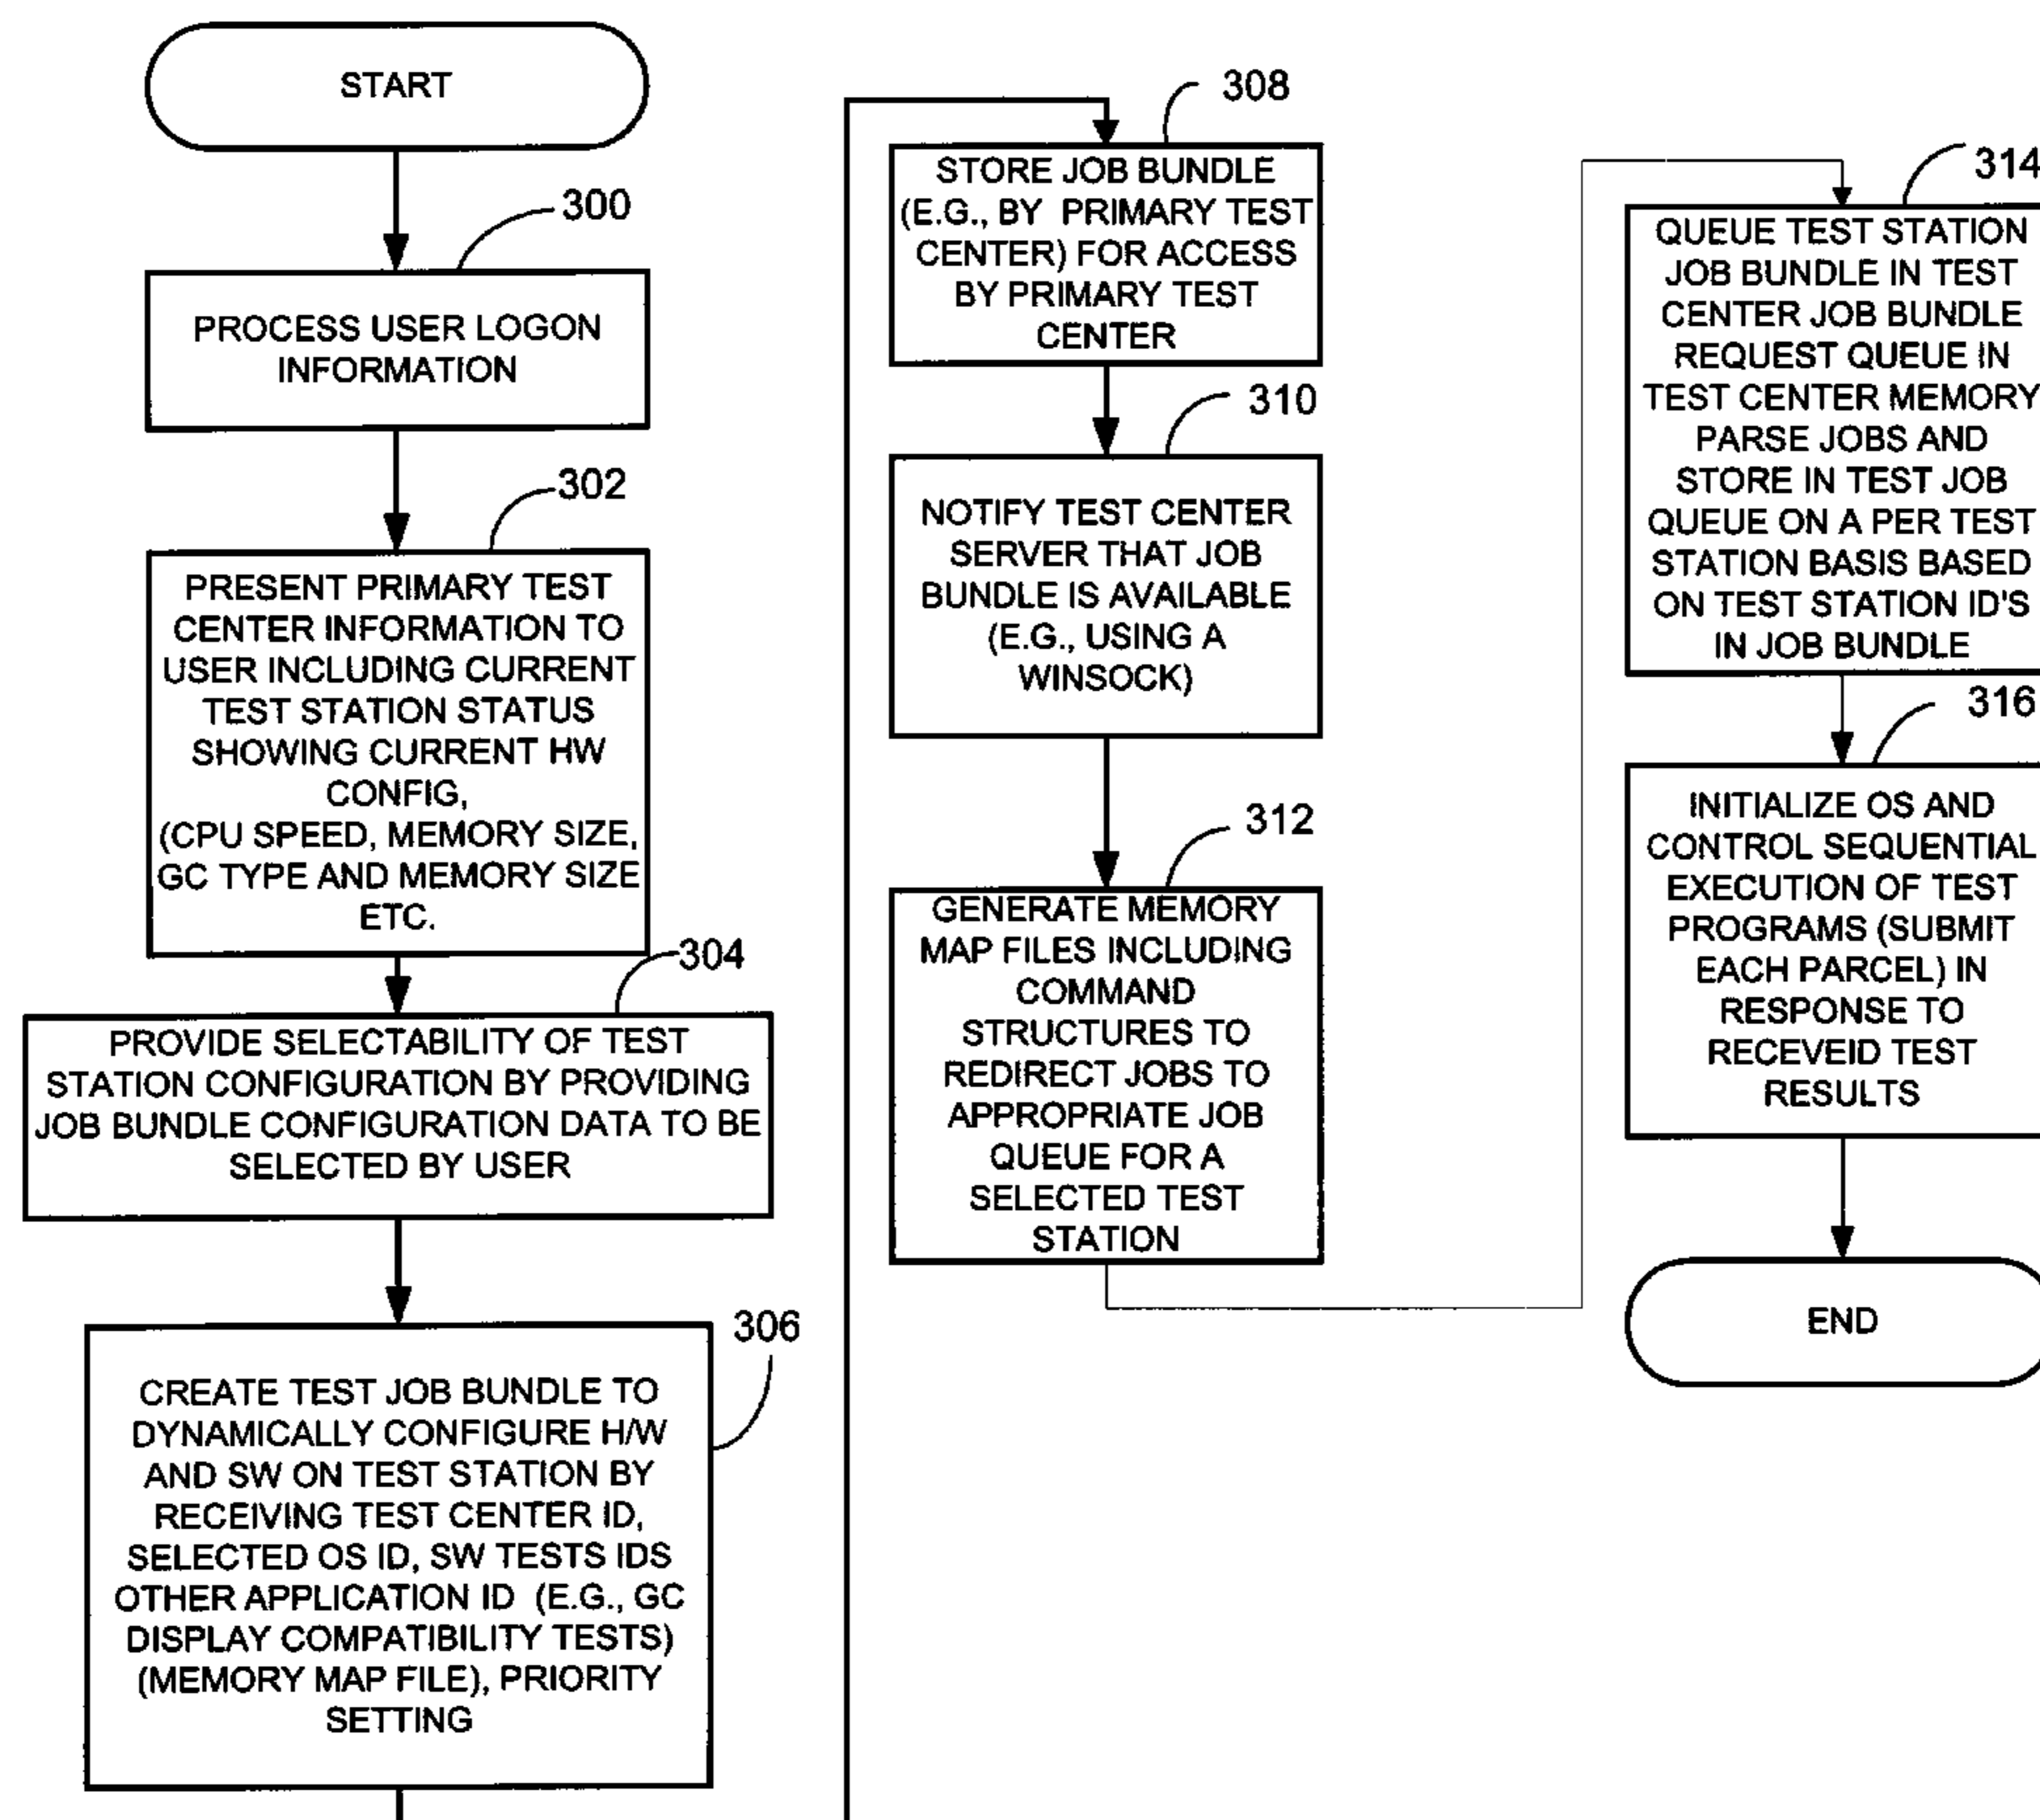 START
300
PROCESS USER LOGON
INFORMATION
302
PRESENT PRIMARY TEST
CENTER INFORMATION TO
USER INCLUDING CURRENT
TEST STATION STATUS
SHOWING CURRENT HW
CONFIG,
(CPU SPEED, MEMORY SIZE,
GC TYPE AND MEMORY SIZE
ETC.
304
PROVIDE SELECTABILITY OF TEST
STATION CONFIGURATION BY PROVIDING
JOB BUNDLE CONFIGURATION DATA TO BE
SELECTED BY USER
306
CREATE TEST JOB BUNDLE TO
DYNAMICALLY CONFIGURE H/W
AND SW ON TEST STATION BY
RECEIVING TEST CENTER ID,
SELECTED OS ID, SW TESTS IDS
OTHER APPLICATION ID (E.G., GC
DISPLAY COMPATIBILITY TESTS)
(MEMORY MAP FILE), PRIORITY
SETTING
308
STORE JOB BUNDLE
(E.G., BY PRIMARY TEST
CENTER) FOR ACCESS
BY PRIMARY TEST
CENTER
310
NOTIFY TEST CENTER
SERVER THAT JOB
BUNDLE IS AVAILABLE
(E.G., USING A
WINSOCK)
312
GENERATE MEMORY
MAP FILES INCLUDING
COMMAND
STRUCTURES TO
REDIRECT JOBS TO
APPROPRIATE JOB
QUEUE FOR A
SELECTED TEST
STATION
314
QUEUE TEST STATION
JOB BUNDLE IN TEST
CENTER JOB BUNDLE
REQUEST QUEUE IN
TEST CENTER MEMORY
PARSE JOBS AND
STORE IN TEST JOB
QUEUE ON A PER TEST
STATION BASIS BASED
ON TEST STATION ID'S
IN JOB BUNDLE
316
INITIALIZE OS AND
CONTROL SEQUENTIAL
EXECUTION OF TEST
PROGRAMS (SUBMIT
EACH PARCEL) IN
RESPONSE TO
RECEVEID TEST
RESULTS
END